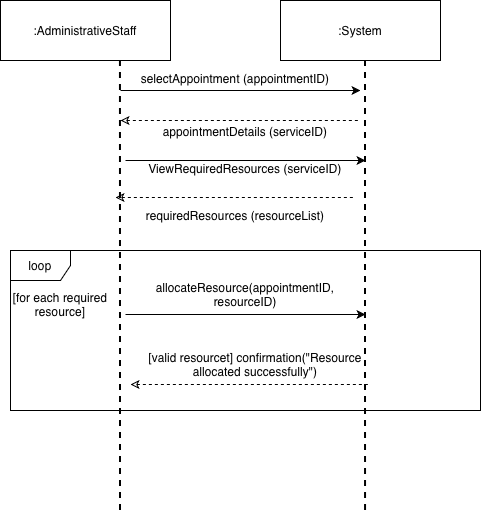 :AdministrativeStaff
:System
selectAppointment (appointmentID)
appointmentDetails (serviceID)
ViewRequiredResources (serviceID)
requiredResources (resourceList)
loop
[for each required
resource]
allocateResource(appointmentID,
resourceID)
[valid resourcet] confirmation("Resource
allocated successfully")